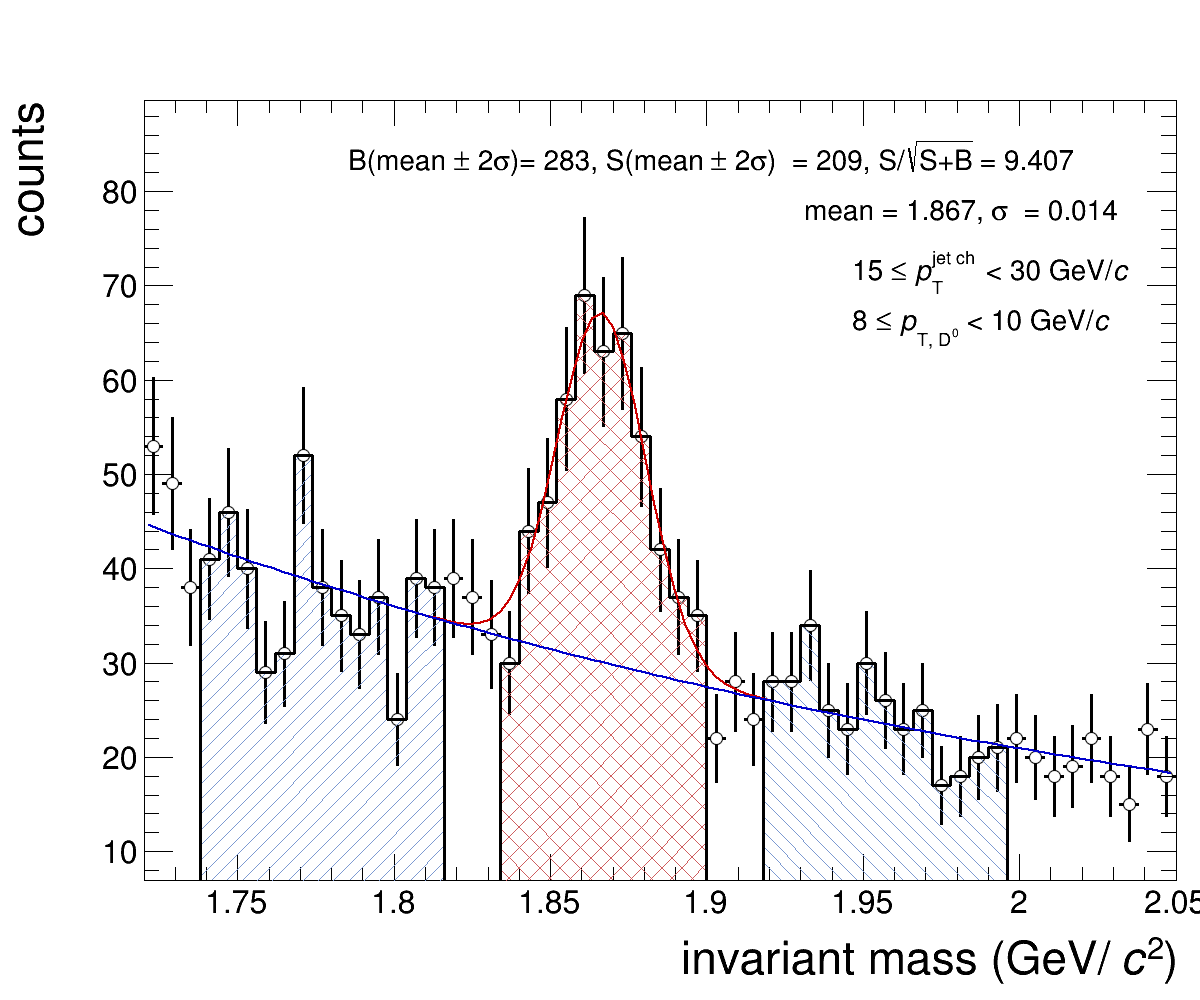 counts
B(mean ± 2σ)= 283, S(mean ± 2σ) = 209, S/√S+B = 9.407
mean = 1.867, σ = 0.014
15 ≤ p_T^jet ch < 30 GeV/c
8 ≤ p_T, D⁰ < 10 GeV/c
80
70
60
50
40
30
20
10
1.75 1.8 1.85 1.9 1.95 2 2.05
invariant mass (GeV/ c²)